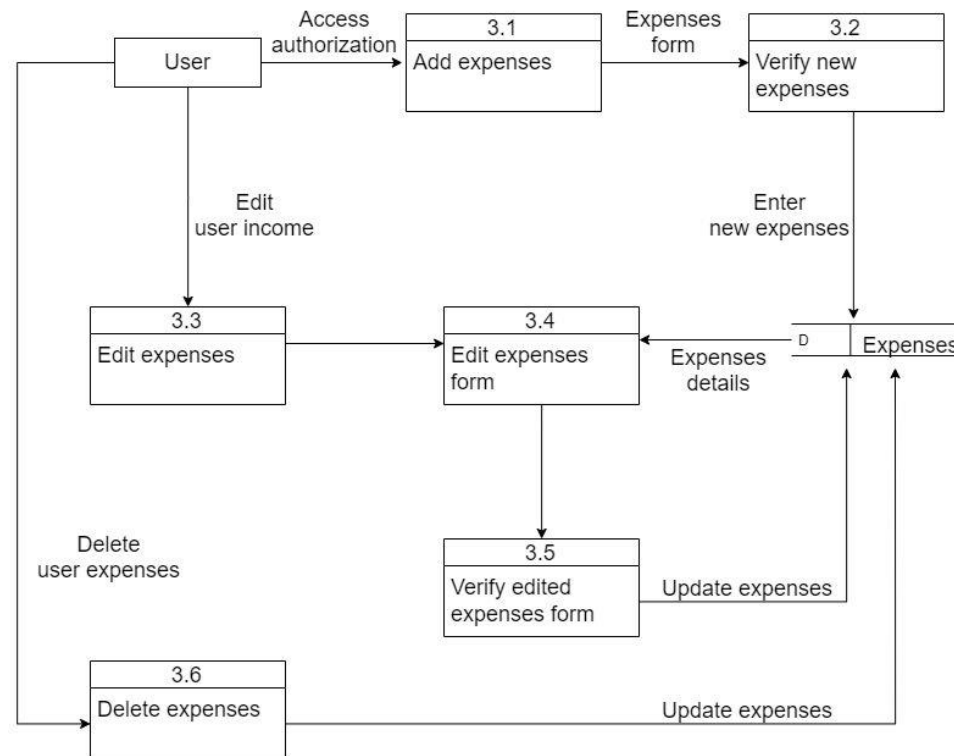 User
Access
authorization
3.1
Add expenses
Expenses
form
3.2
Verify new
expenses
Edit
user income
Enter
new expenses
3.3
Edit expenses
3.4
Edit expenses
form
Expenses
details
D
Expenses
Delete
user expenses
3.5
Verify edited
expenses form
Update expenses
3.6
Delete expenses
Update expenses